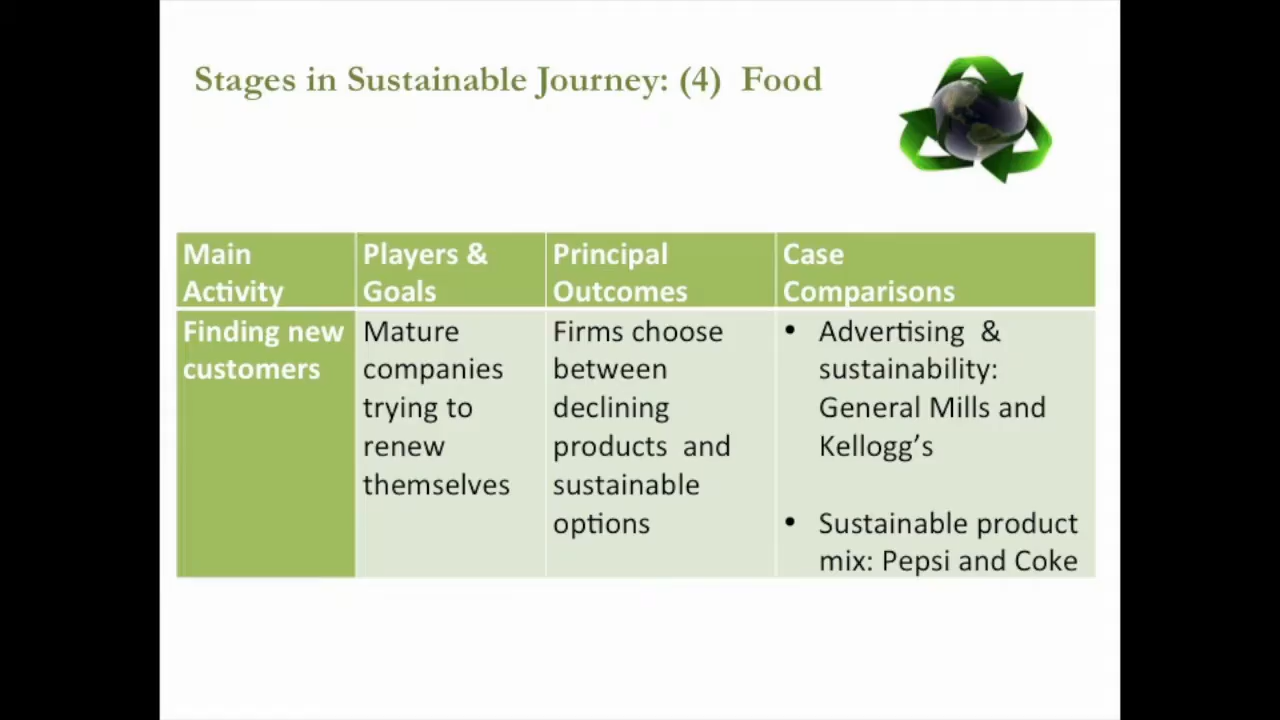 Stages in Sustainable Journey: (4) Food
Main
Activity
Players &
Goals
Principal
Outcomes
Case
Comparisons
Finding new
customers
Mature
companies
trying to
renew
themselves
Firms choose
between
declining
products and
sustainable
options
• Advertising &
sustainability:
General Mills and
Kellogg’s
• Sustainable product
mix: Pepsi and Coke